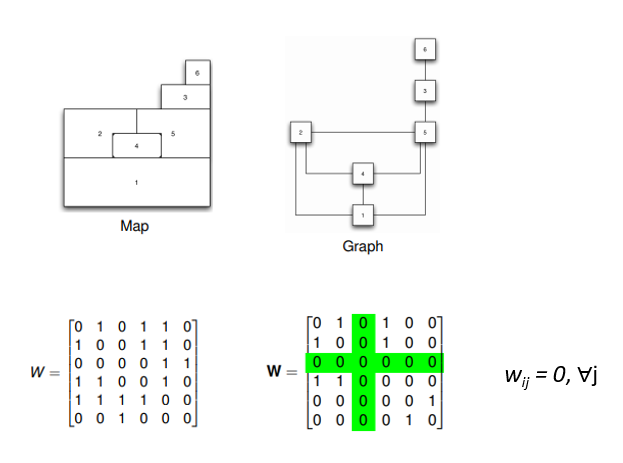 6
3
2
5
4
1
Map
6
3
2
5
4
1
Graph
W = [0 1 0 1 1 0]
1 0 0 1 1 0
0 0 0 0 1 1
1 1 0 0 1 0
1 1 1 1 0 0
0 0 1 0 0 0
W = [0 1 0 1 0 0]
1 0 0 1 0 0
0 0 0 0 0 0
1 1 0 0 0 0
0 0 0 0 0 1
0 0 0 0 1 0
wij = 0, ∀j